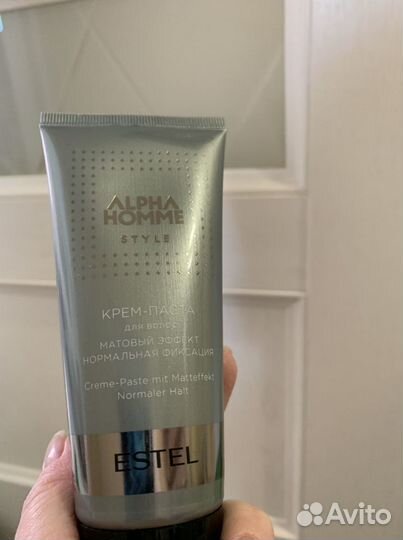 ALPHA
HOMME
STYLE
КРЕМ-ПАСТА
для волос
МАТОВЫЙ ЭФФЕКТ
НОРМАЛЬНАЯ ФИКСАЦИЯ
Creme-Paste mit Matteffekt
Normaler Halt
ESTEL
Avito